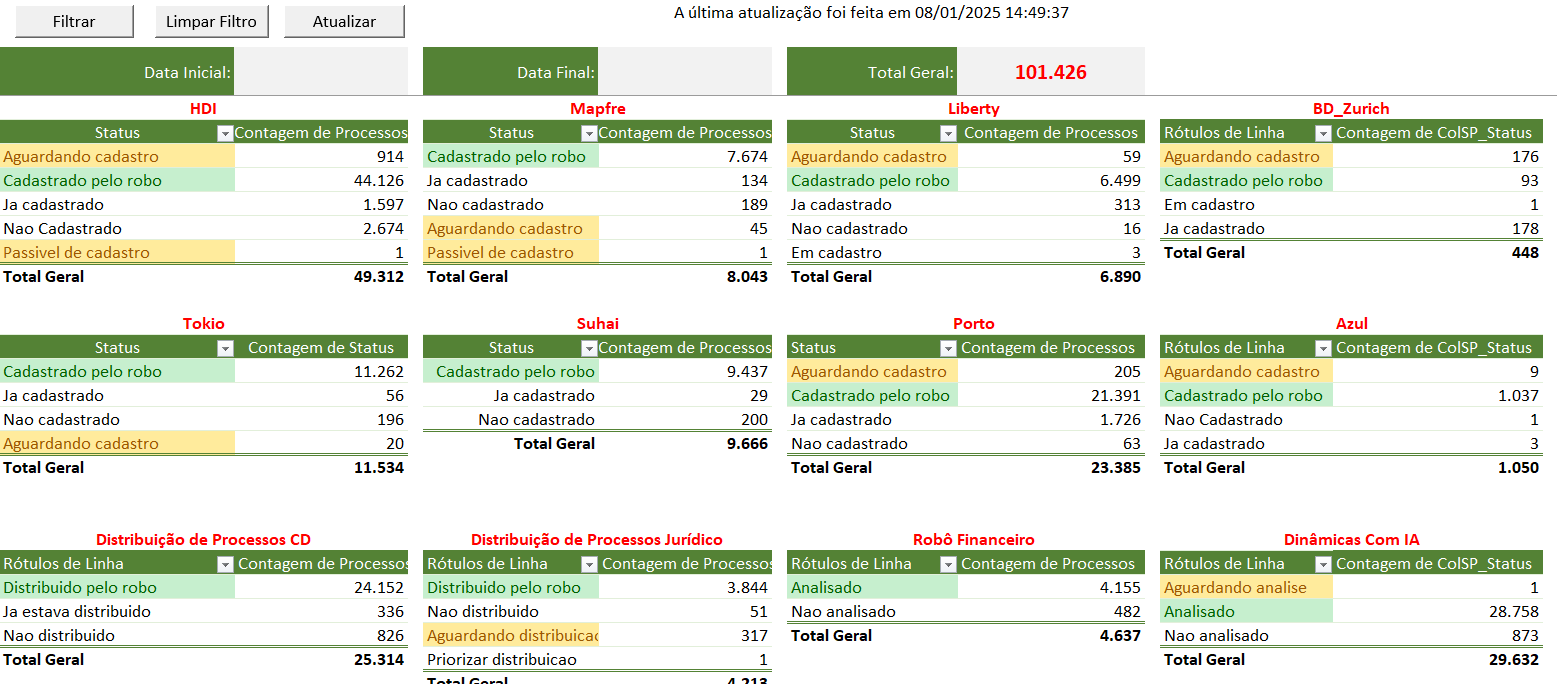 Filtrar Limpar Filtro Atualizar A última atualização foi feita em 08/01/2025 14:49:37
Data Inicial: Data Final: Total Geral: 101.426
HDI
Status Contagem de Processos
Aguardando cadastro 914
Cadastrado pelo robo 44.126
Ja cadastrado 1.597
Nao Cadastrado 2.674
Passivel de cadastro 1
Total Geral 49.312
Mapfre
Status Contagem de Processos
Cadastrado pelo robo 7.674
Ja cadastrado 134
Nao cadastrado 189
Aguardando cadastro 45
Passivel de cadastro 1
Total Geral 8.043
Liberty
Status Contagem de Processos
Aguardando cadastro 59
Cadastrado pelo robo 6.499
Ja cadastrado 313
Nao cadastrado 16
Em cadastro 3
Total Geral 6.890
BD_Zurich
Rótulos de Linha Contagem de ColSP_Status
Aguardando cadastro 176
Cadastrado pelo robo 93
Em cadastro 1
Ja cadastrado 178
Total Geral 448
Tokio
Status Contagem de Status
Cadastrado pelo robo 11.262
Ja cadastrado 56
Nao cadastrado 196
Aguardando cadastro 20
Total Geral 11.534
Suhai
Status Contagem de Processos
Cadastrado pelo robo 9.437
Ja cadastrado 29
Nao cadastrado 200
Total Geral 9.666
Porto
Status Contagem de Processos
Aguardando cadastro 205
Cadastrado pelo robo 21.391
Ja cadastrado 1.726
Nao cadastrado 63
Total Geral 23.385
Azul
Rótulos de Linha Contagem de ColSP_Status
Aguardando cadastro 9
Cadastrado pelo robo 1.037
Nao Cadastrado 1
Ja cadastrado 3
Total Geral 1.050
Distribuição de Processos CD
Rótulos de Linha Contagem de Processos
Distribuido pelo robo 24.152
Ja estava distribuido 336
Nao distribuido 826
Total Geral 25.314
Distribuição de Processos Jurídico
Rótulos de Linha Contagem de Processos
Distribuido pelo robo 3.844
Nao distribuido 51
Aguardando distribuicao 317
Priorizar distribuicao 1
Total Geral 4.213
Robô Financeiro
Rótulos de Linha Contagem de Processos
Analisado 4.155
Nao analisado 482
Total Geral 4.637
Dinâmicas Com IA
Rótulos de Linha Contagem de ColSP_Status
Aguardando analise 1
Analisado 28.758
Nao analisado 873
Total Geral 29.632